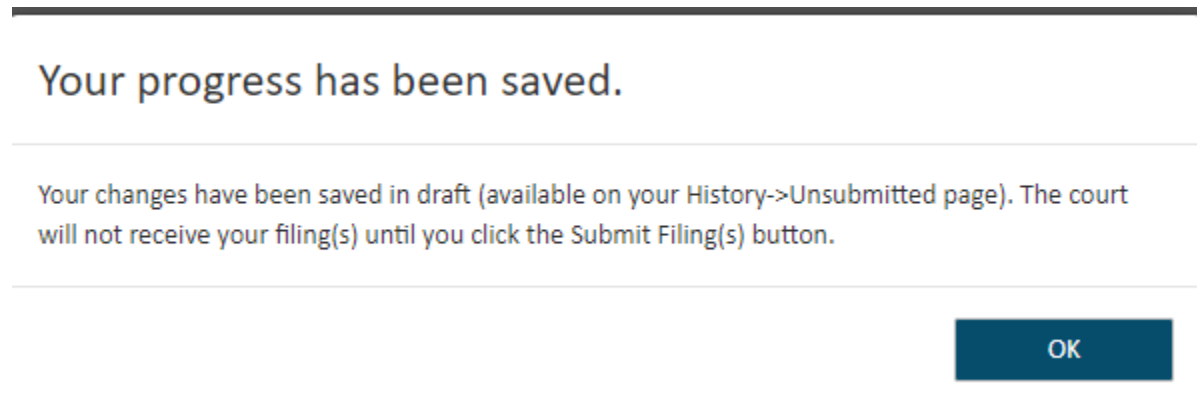 Your progress has been saved.
Your changes have been saved in draft (available on your History->Unsubmitted page). The court
will not receive your filing(s) until you click the Submit Filing(s) button.
OK